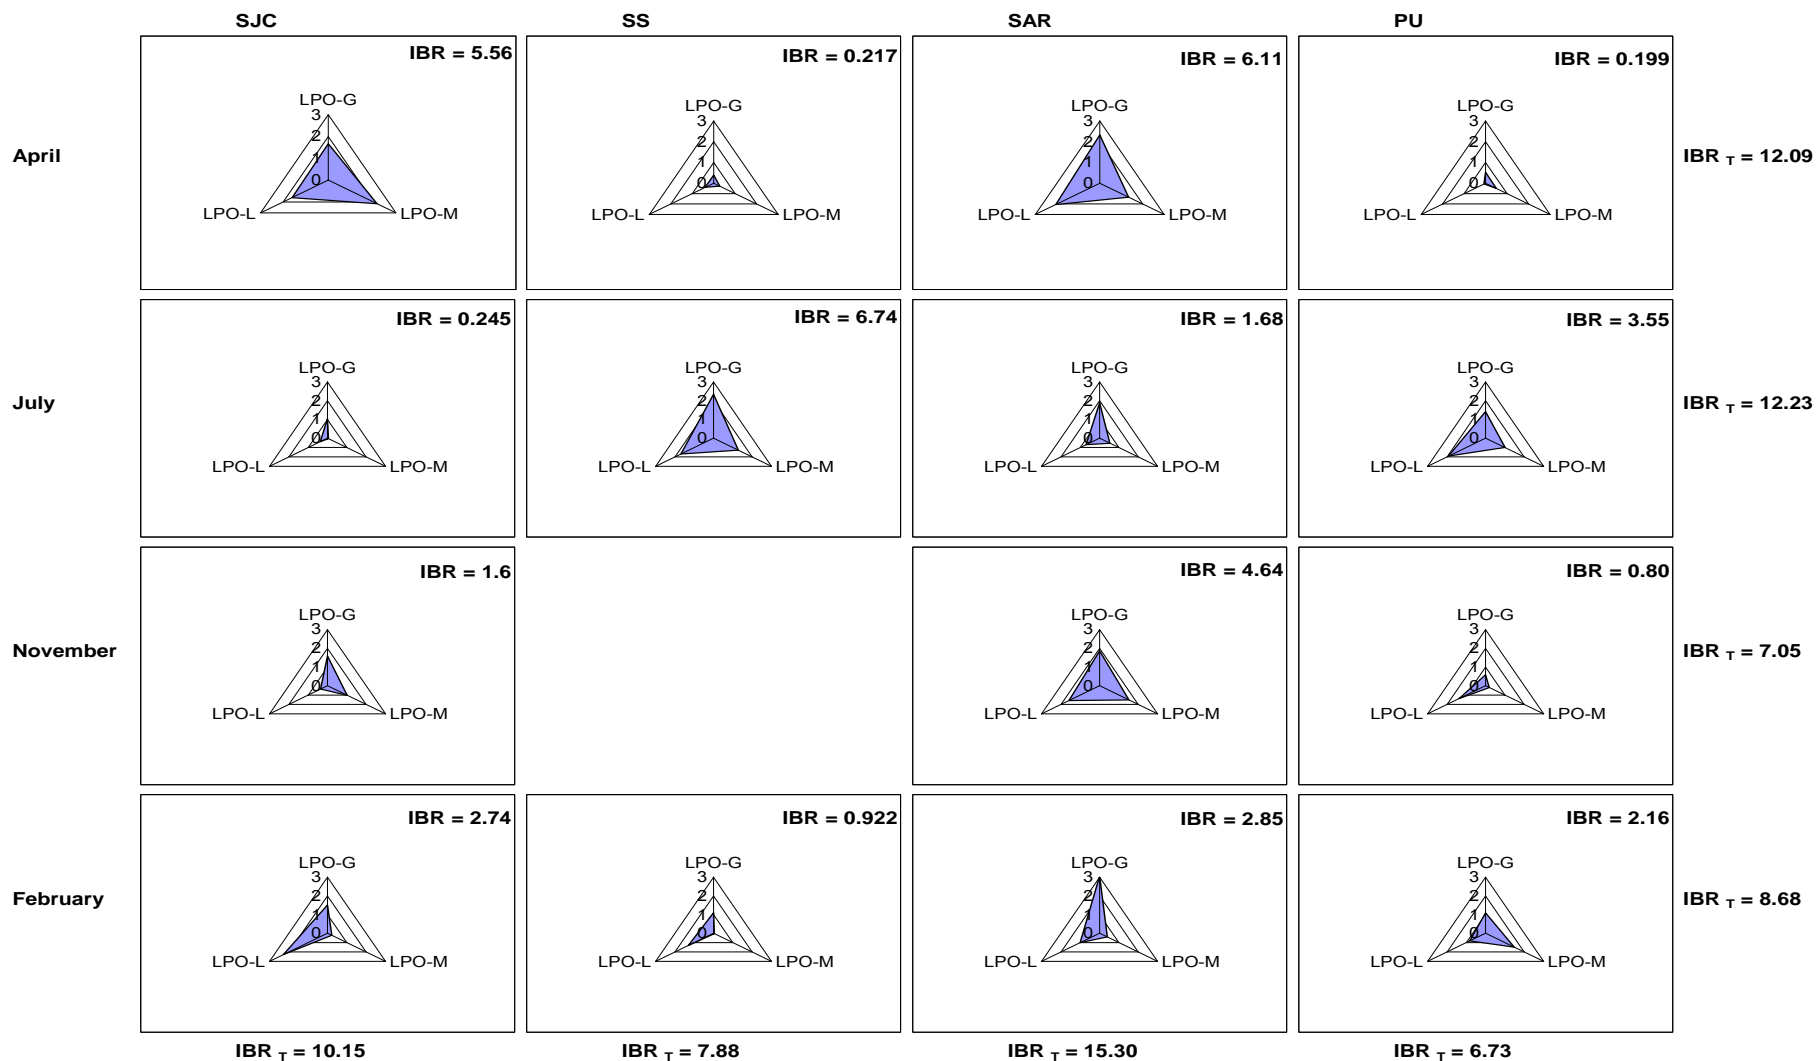 SJC SS SAR PU
April
IBR = 5.56
LPO-G
3
2
1
0
LPO-L LPO-M
IBR = 0.217
LPO-G
3
2
1
0
LPO-L LPO-M
IBR = 6.11
LPO-G
3
2
1
0
LPO-L LPO-M
IBR = 0.199
LPO-G
3
2
1
0
LPO-L LPO-M
IBR T = 12.09
July
IBR = 0.245
LPO-G
3
2
1
0
LPO-L LPO-M
IBR = 6.74
LPO-G
3
2
1
0
LPO-L LPO-M
IBR = 1.68
LPO-G
3
2
1
0
LPO-L LPO-M
IBR = 3.55
LPO-G
3
2
1
0
LPO-L LPO-M
IBR T = 12.23
November
IBR = 1.6
LPO-G
3
2
1
0
LPO-L LPO-M
IBR = 4.64
LPO-G
3
2
1
0
LPO-L LPO-M
IBR = 0.80
LPO-G
3
2
1
0
LPO-L LPO-M
IBR T = 7.05
February
IBR = 2.74
LPO-G
3
2
1
0
LPO-L LPO-M
IBR = 0.922
LPO-G
3
2
1
0
LPO-L LPO-M
IBR = 2.85
LPO-G
3
2
1
0
LPO-L LPO-M
IBR = 2.16
LPO-G
3
2
1
0
LPO-L LPO-M
IBR T = 8.68
IBR T = 10.15 IBR T = 7.88 IBR T = 15.30 IBR T = 6.73